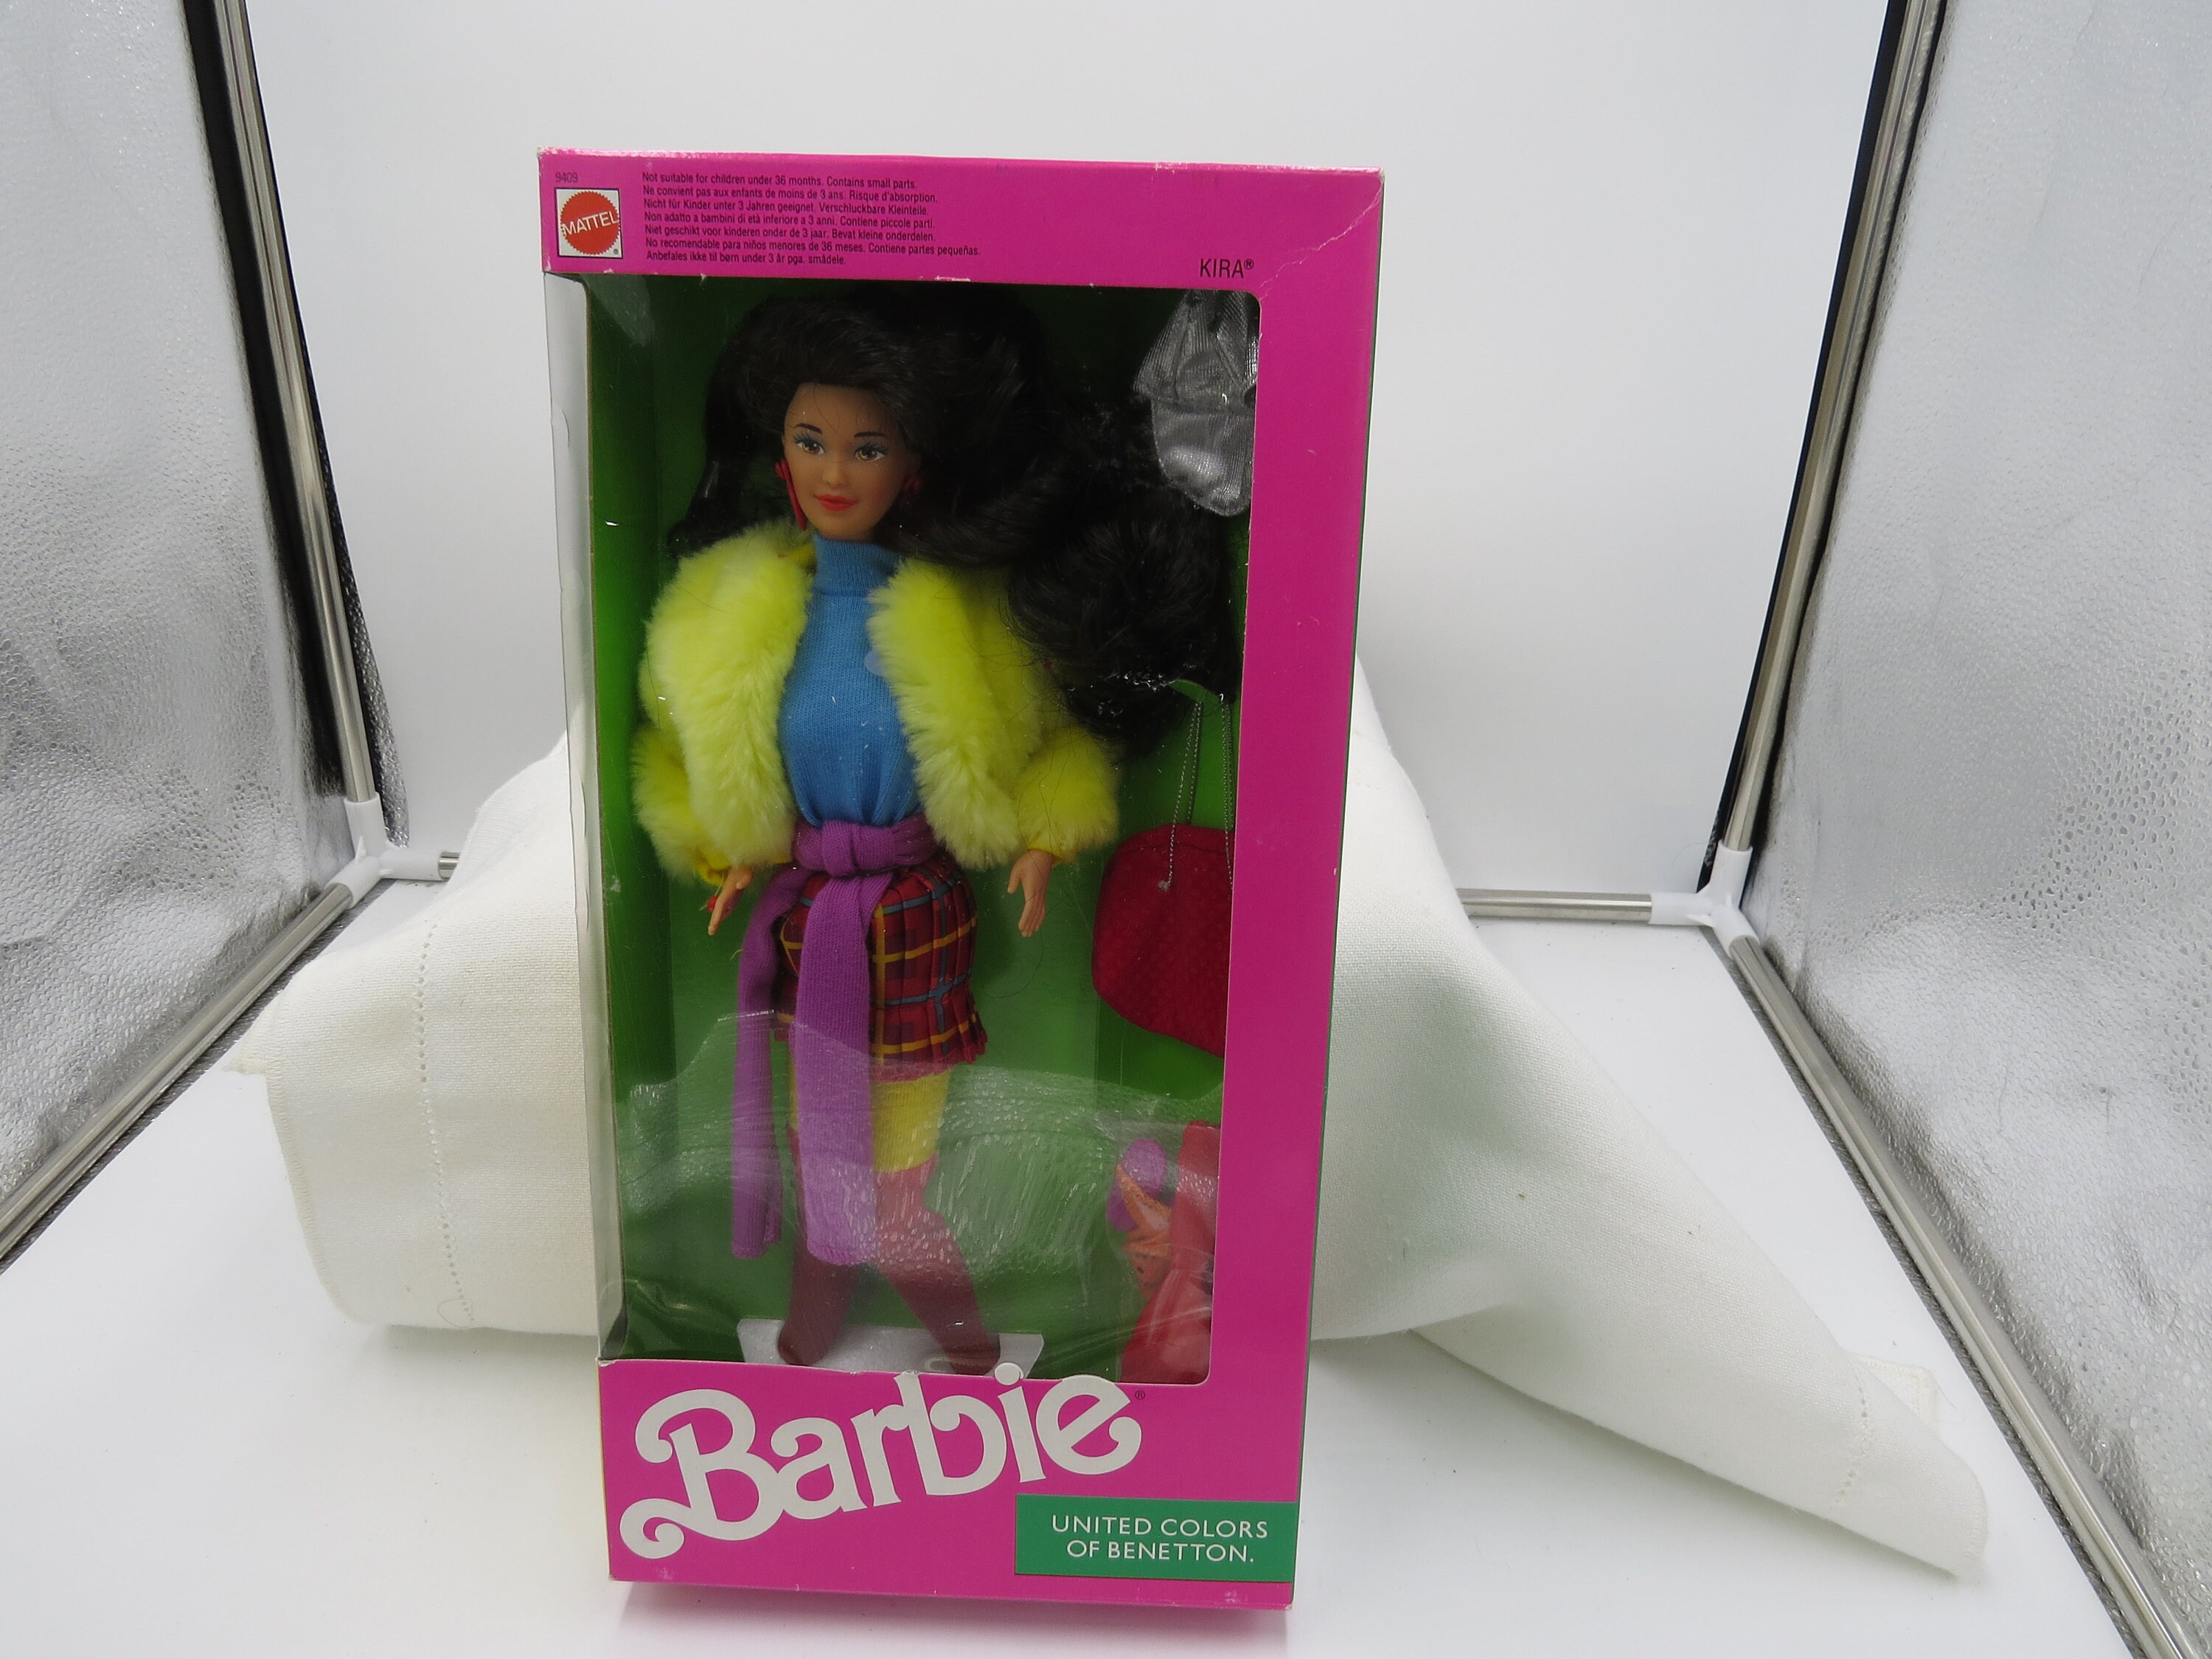 9409
MATTEL®
Not suitable for children under 36 months. Contains small parts.
Ne convient pas aux enfants de moins de 3 ans. Risque d'absorption.
Nicht für Kinder unter 3 Jahren geeignet. Verschluckbare Kleinteile.
Non adatto a bambini di età inferiore a 3 anni. Contiene piccole parti.
Niet geschikt voor kinderen onder de 3 jaar. Bevat kleine onderdelen.
No recomendable para niños menores de 36 meses. Contiene partes pequeñas.
Anbefales ikke til børn under 3 år pga. smådele.
KIRA®
Barbie®
UNITED COLORS
OF BENETTON.